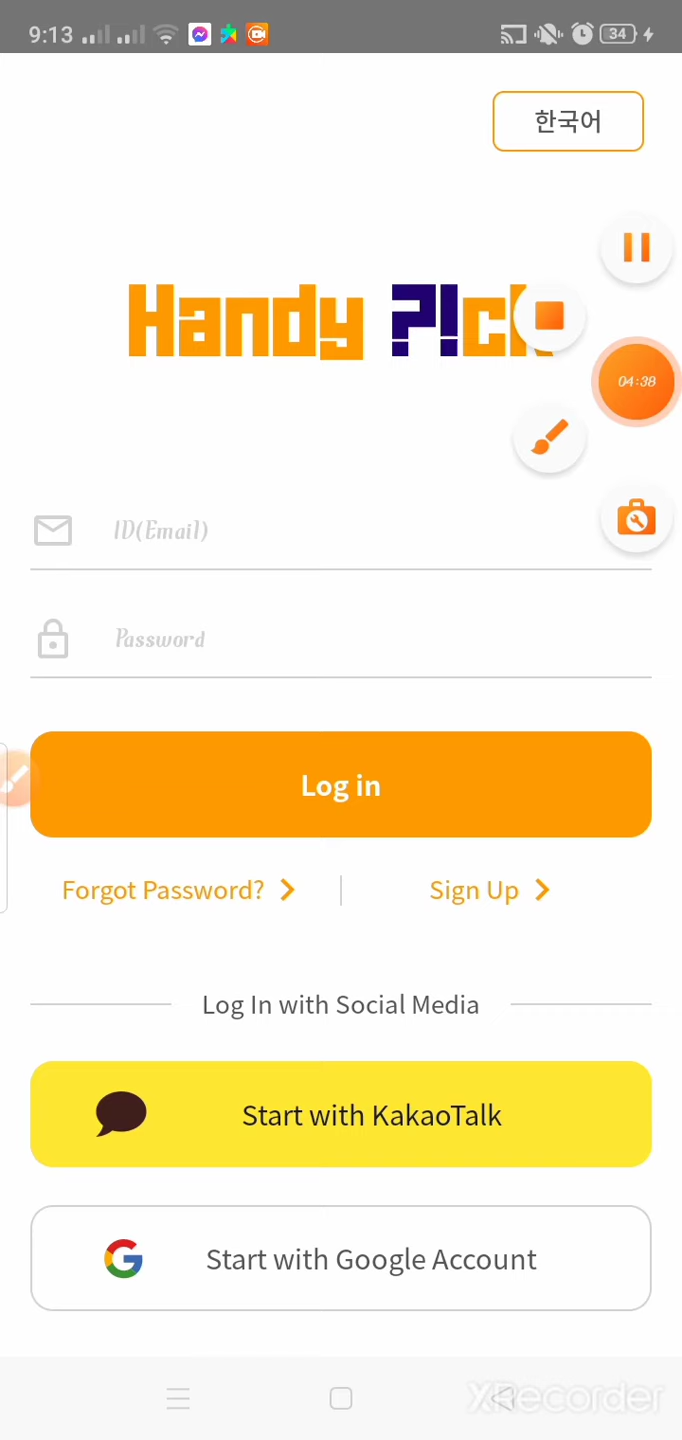 9:13
34
한국어
Handy P!ck
04:38
ID(Email)
Password
Log in
Forgot Password?
Sign Up
Log In with Social Media
Start with KakaoTalk
Start with Google Account
XRecorder